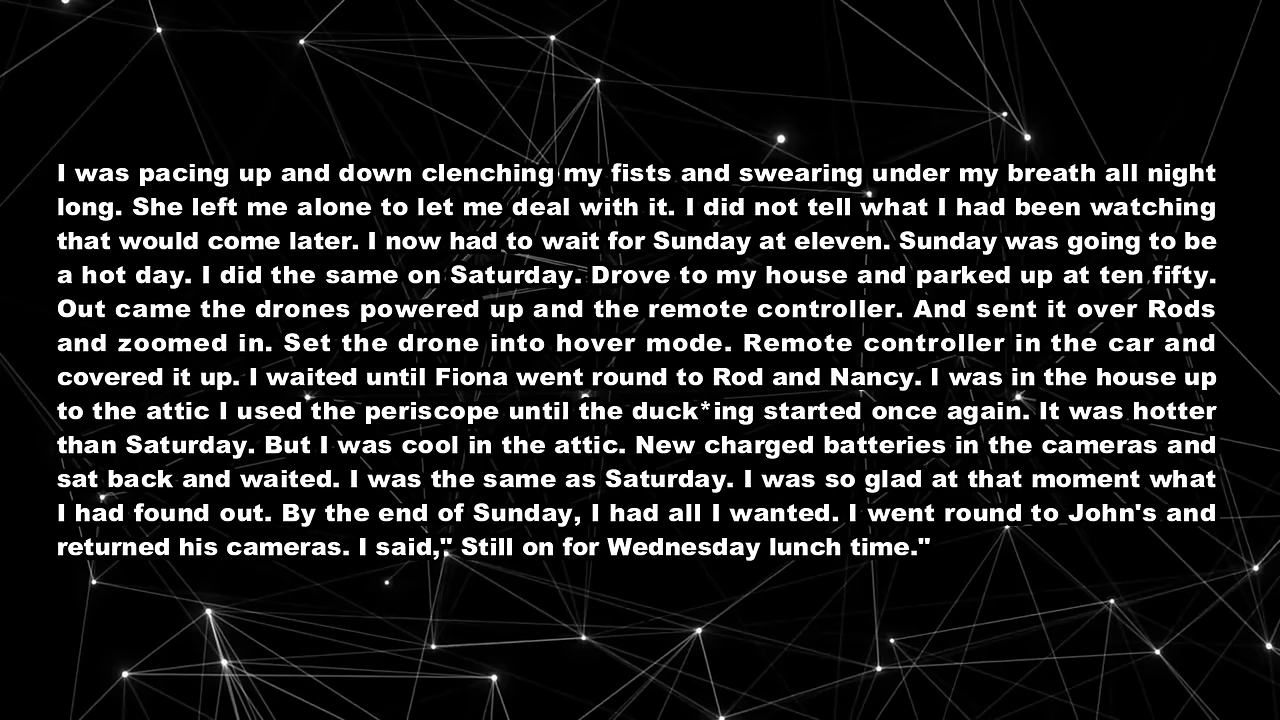 I was pacing up and down clenching my fists and swearing under my breath all night
long. She left me alone to let me deal with it. I did not tell what I had been watching
that would come later. I now had to wait for Sunday at eleven. Sunday was going to be
a hot day. I did the same on Saturday. Drove to my house and parked up at ten fifty.
Out came the drones powered up and the remote controller. And sent it over Rods
and zoomed in. Set the drone into hover mode. Remote controller in the car and
covered it up. I waited until Fiona went round to Rod and Nancy. I was in the house up
to the attic I used the periscope until the duck*ing started once again. It was hotter
than Saturday. But I was cool in the attic. New charged batteries in the cameras and
sat back and waited. I was the same as Saturday. I was so glad at that moment what
I had found out. By the end of Sunday, I had all I wanted. I went round to John's and
returned his cameras. I said," Still on for Wednesday lunch time."